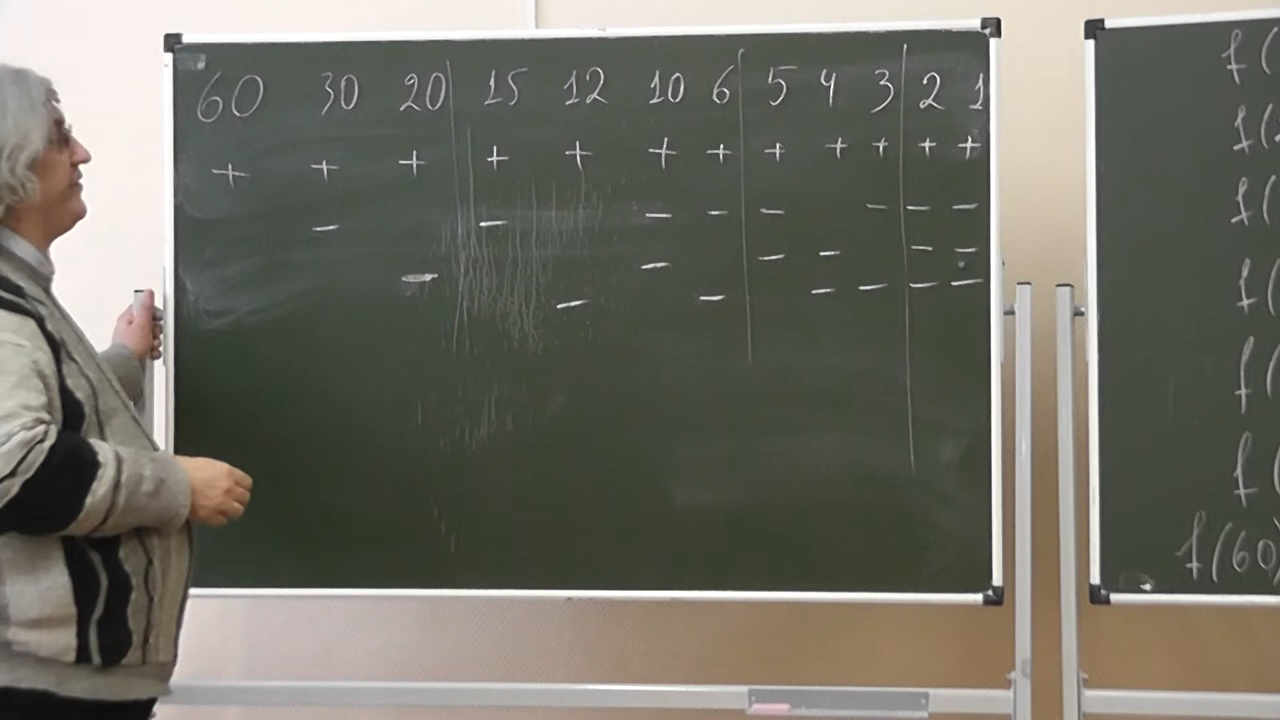 60 30 20 | 15 12 10 6 | 5 4 3 | 2 1
+ + + + + + + + + + + +
− − − − − − − −
− − − − − −
− − − − − − −
f(
f(
f(
f(
f(
f(
f(60)